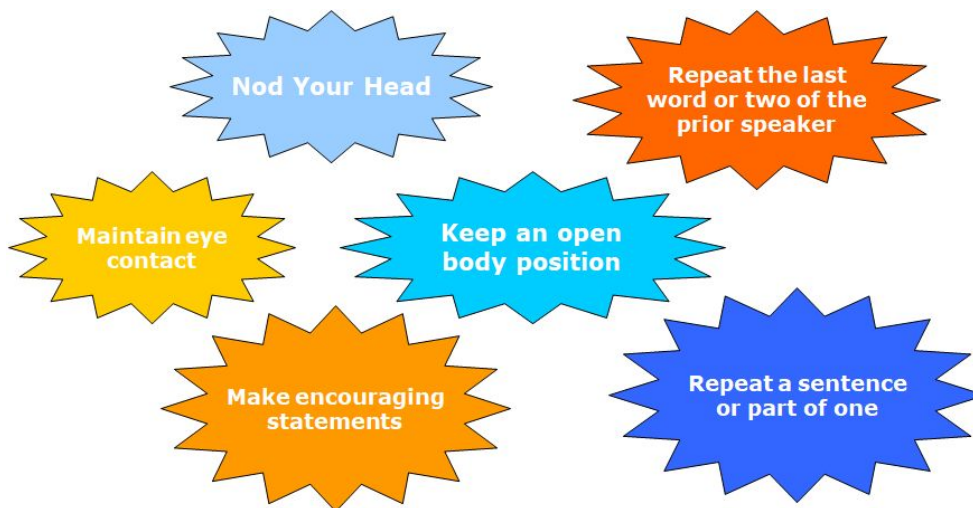 Nod Your Head
Repeat the last
word or two of the
prior speaker
Maintain eye
contact
Keep an open
body position
Make encouraging
statements
Repeat a sentence
or part of one